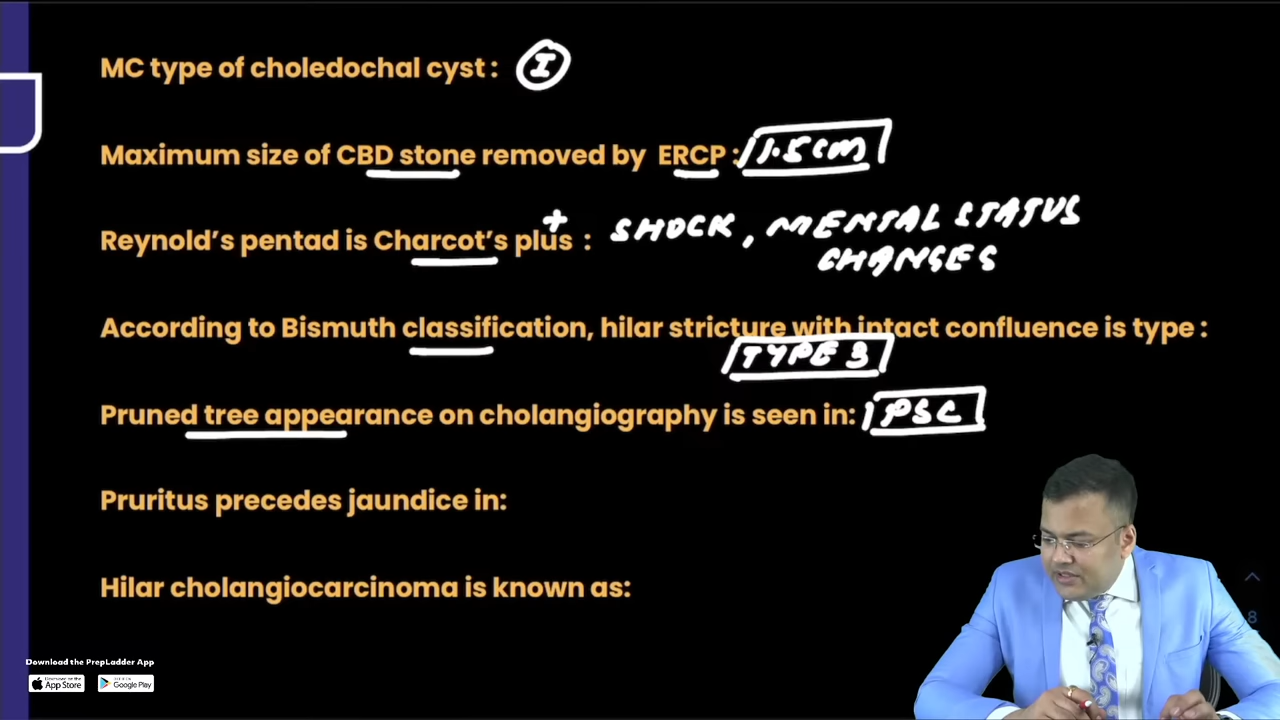 MC type of choledochal cyst : I
Maximum size of CBD stone removed by ERCP : 1.5cm
Reynold's pentad is Charcot's plus : + SHOCK, MENTAL STATUS
CHANGES
According to Bismuth classification, hilar stricture with intact confluence is type :
TYPE 3
Pruned tree appearance on cholangiography is seen in: PSC
Pruritus precedes jaundice in:
Hilar cholangiocarcinoma is known as:
8
Download the PrepLadder App
Download on the App Store
GET IT ON Google Play